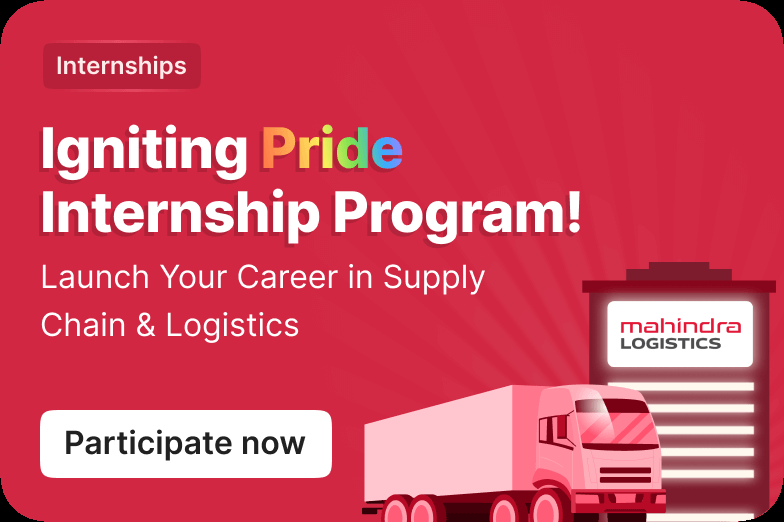 Internships
Igniting Pride
Internship Program!
Launch Your Career in Supply
Chain & Logistics
mahindra
LOGISTICS
Participate now